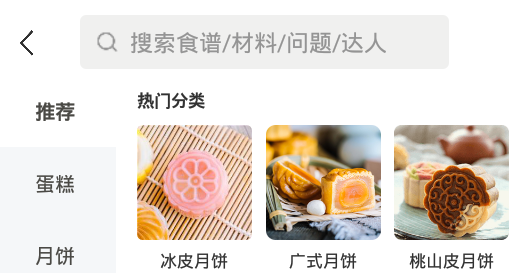 搜索食谱/材料/问题/达人
推荐
热门分类
蛋糕
月饼
冰皮月饼
广式月饼
桃山皮月饼